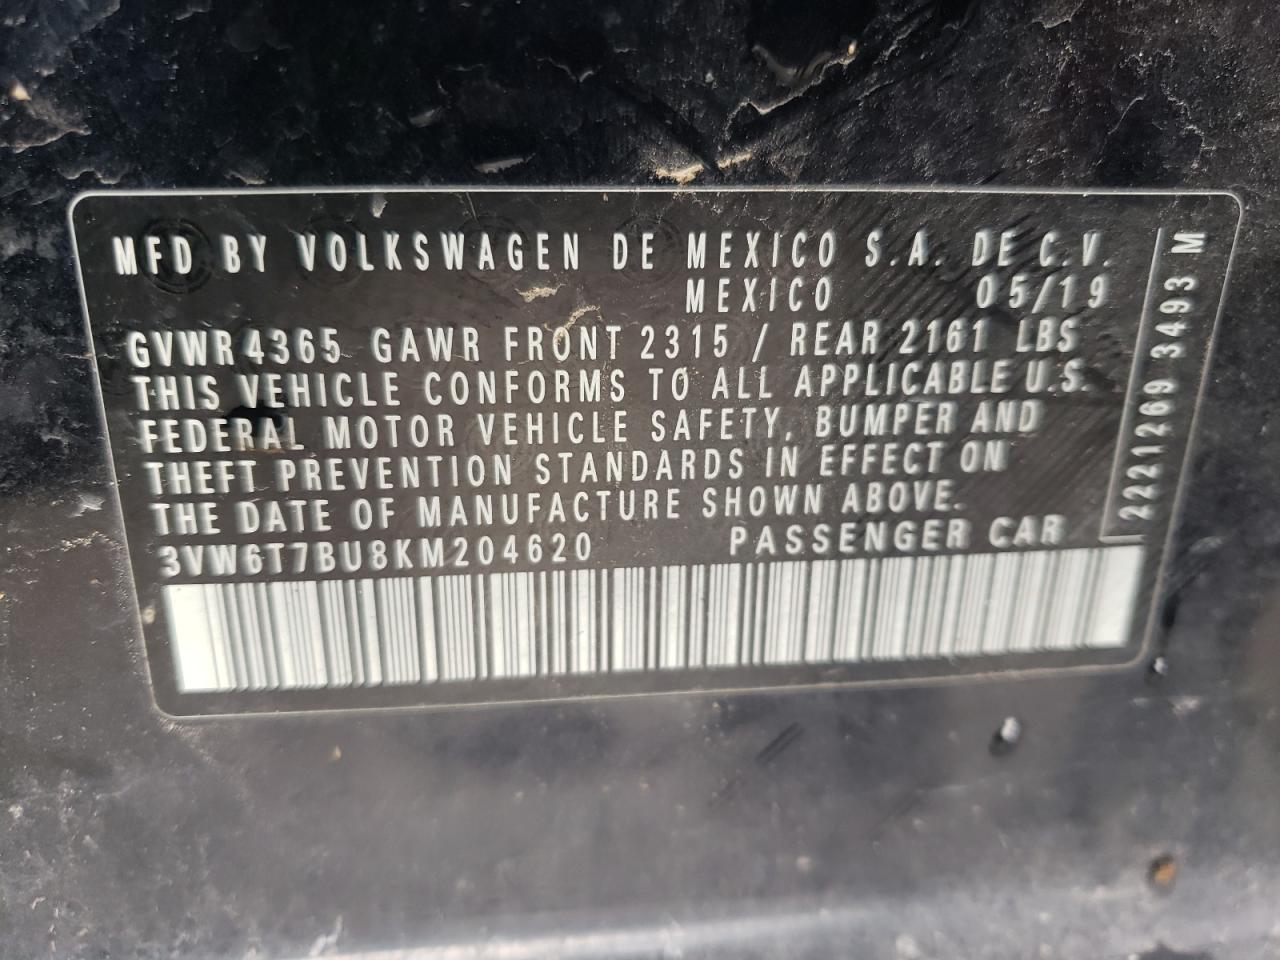 MFD BY VOLKSWAGEN DE MEXICO S.A. DE C.V.
MEXICO 05/19
GVWR 4365 GAWR FRONT 2315 / REAR 2161 LBS
THIS VEHICLE CONFORMS TO ALL APPLICABLE U.S.
FEDERAL MOTOR VEHICLE SAFETY, BUMPER AND
THEFT PREVENTION STANDARDS IN EFFECT ON
THE DATE OF MANUFACTURE SHOWN ABOVE.
3VW6T7BU8KM204620 PASSENGER CAR
2221269 3493 M